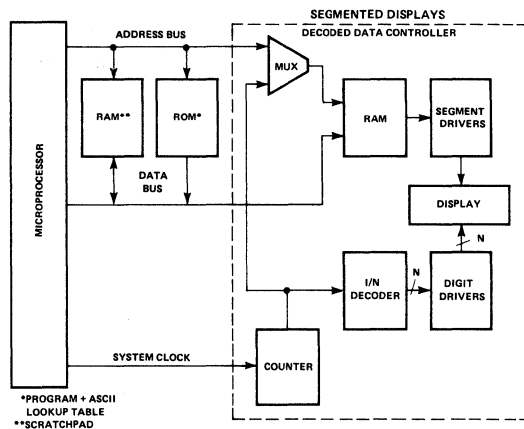 SEGMENTED DISPLAYS
DECODED DATA CONTROLLER
ADDRESS BUS
MUX
MICROPROCESSOR
RAM**
ROM*
RAM
SEGMENT
DRIVERS
DATA
BUS
DISPLAY
N
I/N
DECODER
N
DIGIT
DRIVERS
SYSTEM CLOCK
COUNTER
*PROGRAM + ASCII
LOOKUP TABLE
**SCRATCHPAD